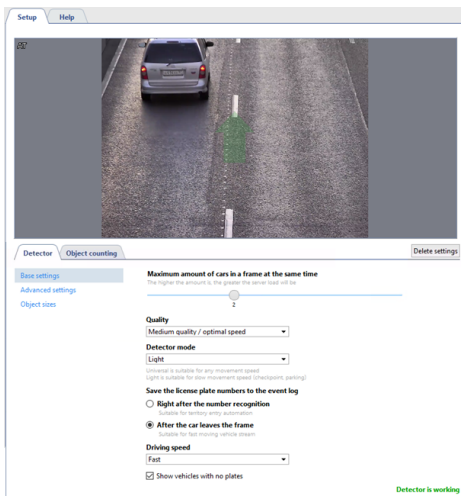 Setup
Help
Detector
Object counting
Delete settings
Base settings
Advanced settings
Object sizes
Maximum amount of cars in a frame at the same time
The higher the amount is, the greater the server load will be
2
Quality
Medium quality / optimal speed
Detector mode
Light
Universal is suitable for any movement speed
Light is suitable for slow movement speed (checkpoint, parking)
Save the license plate numbers to the event log
Right after the number recognition
Suitable for territory entry automation
After the car leaves the frame
Suitable for fast moving vehicle stream
Driving speed
Fast
Show vehicles with no plates
Detector is working